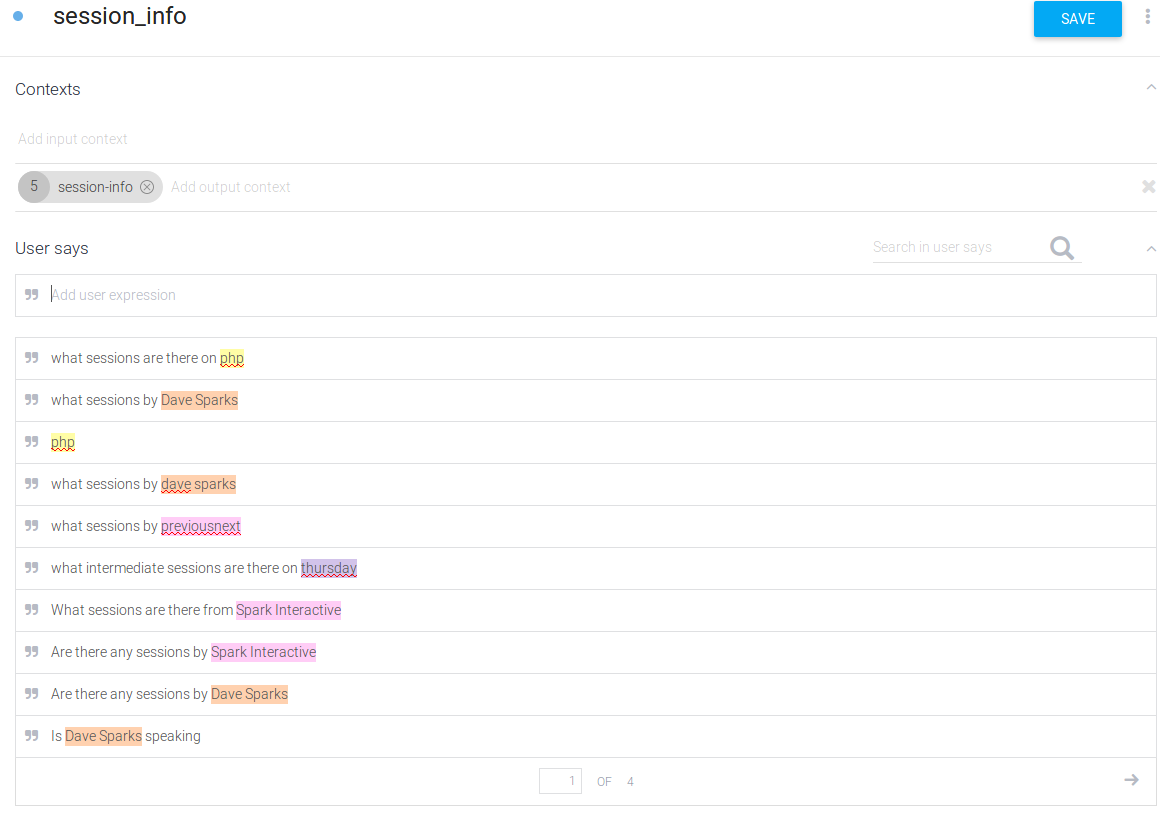 session_info
SAVE
Contexts
Add input context
5 session-info Add output context
User says
Search in user says
Add user expression
what sessions are there on php
what sessions by Dave Sparks
php
what sessions by dave sparks
what sessions by previousnext
what intermediate sessions are there on thursday
What sessions are there from Spark Interactive
Are there any sessions by Spark Interactive
Are there any sessions by Dave Sparks
Is Dave Sparks speaking
1 OF 4